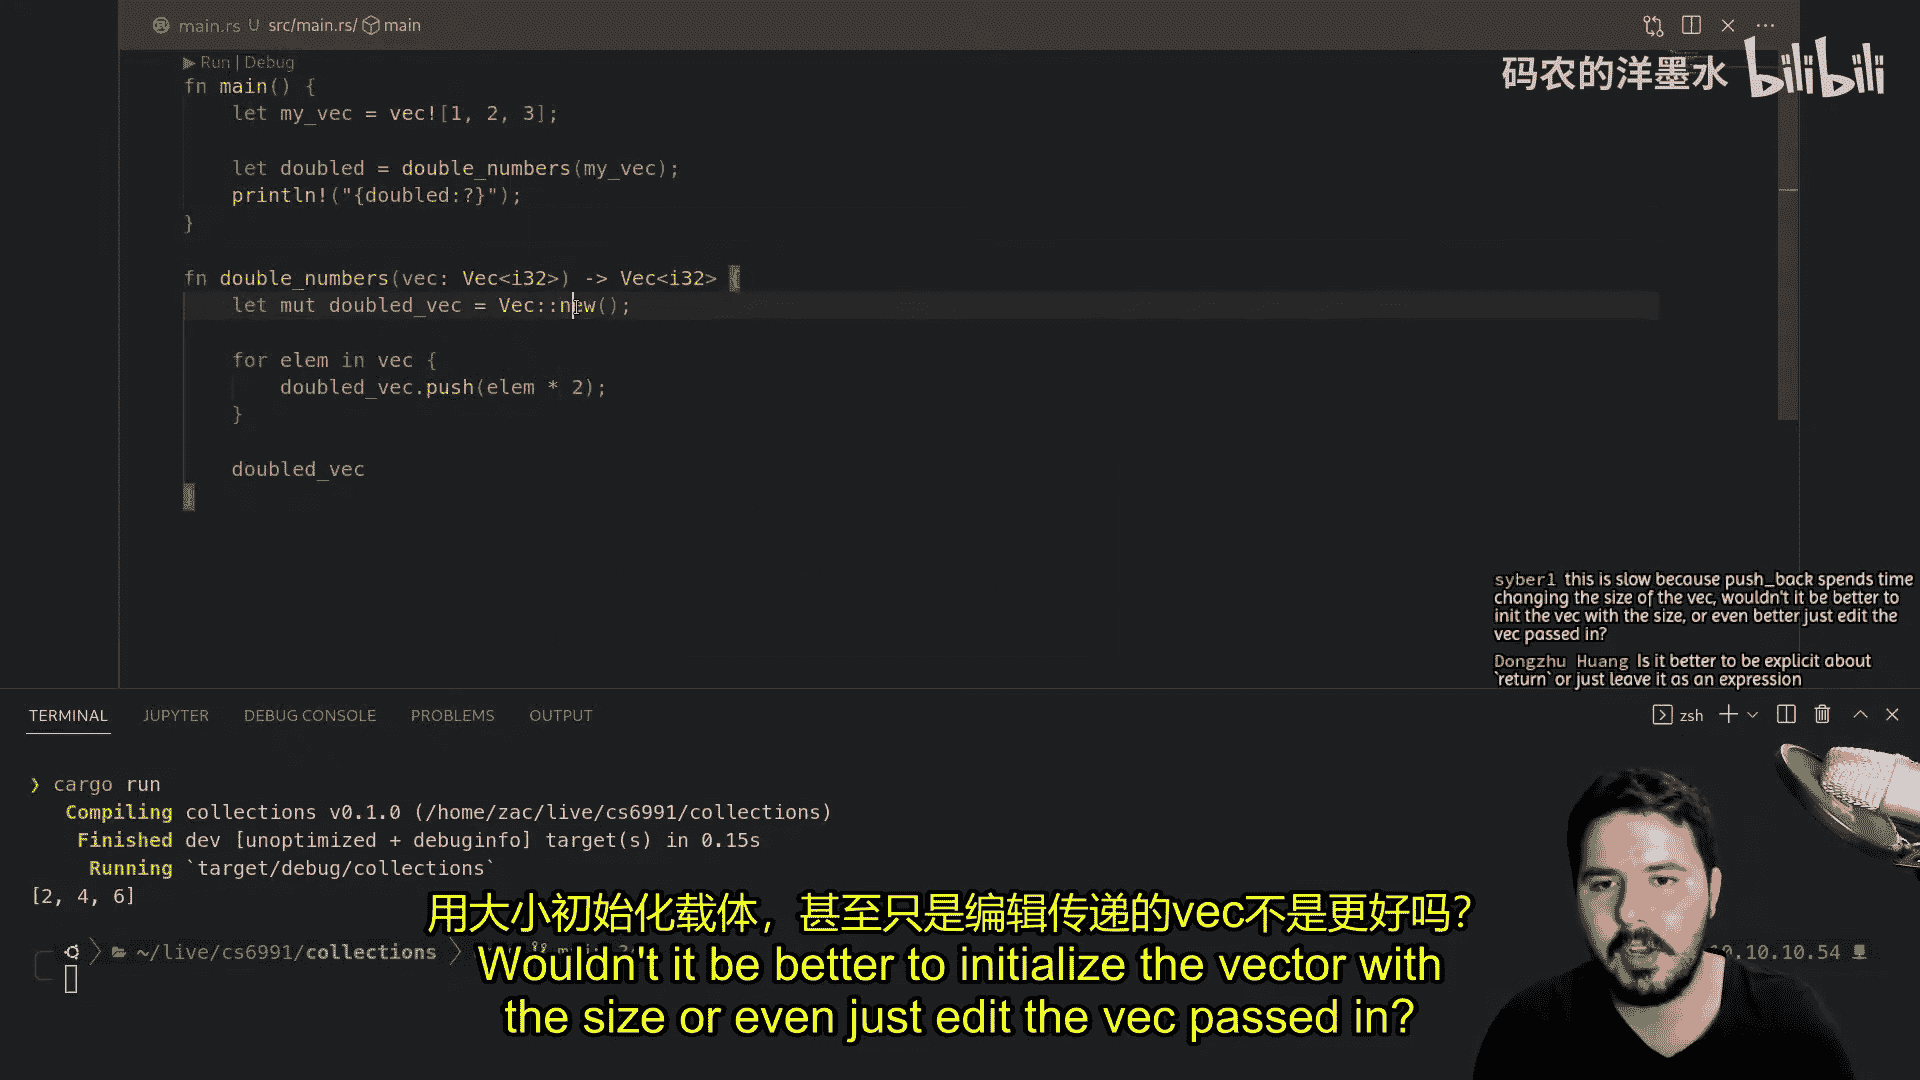 main.rs U src/main.rs/ main
码农的洋墨水 bilibili
Run | Debug
fn main() {
let my_vec = vec![1, 2, 3];
let doubled = double_numbers(my_vec);
println!("{doubled:?}");
}
fn double_numbers(vec: Vec<i32>) -> Vec<i32> {
let mut doubled_vec = Vec::new();
for elem in vec {
doubled_vec.push(elem * 2);
}
doubled_vec
}
syber1 this is slow because push_back spends time
changing the size of the vec, wouldn't it be better to
init the vec with the size, or even better just edit the
vec passed in?
Dongzhu Huang Is it better to be explicit about
`return` or just leave it as an expression
TERMINAL JUPYTER DEBUG CONSOLE PROBLEMS OUTPUT
zsh
❯ cargo run
Compiling collections v0.1.0 (/home/zac/live/cs6991/collections)
Finished dev [unoptimized + debuginfo] target(s) in 0.15s
Running `target/debug/collections`
[2, 4, 6]
用大小初始化载体，甚至只是编辑传递的vec不是更好吗？
~/live/cs6991/collections
.10.10.54
Wouldn't it be better to initialize the vector with
the size or even just edit the vec passed in?